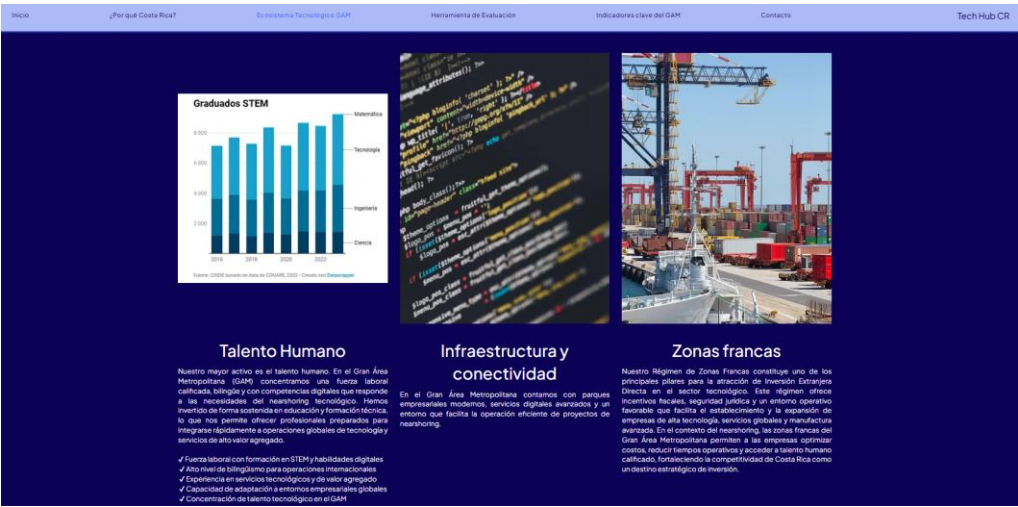 Inicio
¿Por qué Costa Rica?
Ecosistema Tecnológico GAM
Herramienta de Evaluación
Indicadores clave del GAM
Contacto
Tech Hub CR
Graduados STEM
Matemática
8 000
Tecnología
6 000
4 000
Ingeniería
2 000
Ciencia
2016 2018 2020 2022
Fuente: CINDE basado en data de CONARE, 2023 • Creado con Datawrapper
Talento Humano
Nuestro mayor activo es el talento humano. En el Gran Área
Metropolitana (GAM) concentramos una fuerza laboral
calificada, bilingüe y con competencias digitales que responde
a las necesidades del nearshoring tecnológico. Hemos
invertido de forma sostenida en educación y formación técnica,
lo que nos permite ofrecer profesionales preparados para
integrarse rápidamente a operaciones globales de tecnología y
servicios de alto valor agregado.
✓ Fuerza laboral con formación en STEM y habilidades digitales
✓ Alto nivel de bilingüismo para operaciones internacionales
✓ Experiencia en servicios tecnológicos y de valor agregado
✓ Capacidad de adaptación a entornos empresariales globales
✓ Concentración de talento tecnológico en el GAM
Infraestructura y
conectividad
En el Gran Área Metropolitana contamos con parques
empresariales modernos, servicios digitales avanzados y un
entorno que facilita la operación eficiente de proyectos de
nearshoring.
Zonas francas
Nuestro Régimen de Zonas Francas constituye uno de los
principales pilares para la atracción de Inversión Extranjera
Directa en el sector tecnológico. Este régimen ofrece
incentivos fiscales, seguridad jurídica y un entorno operativo
favorable que facilita el establecimiento y la expansión de
empresas de alta tecnología, servicios globales y manufactura
avanzada. En el contexto del nearshoring, las zonas francas del
Gran Área Metropolitana permiten a las empresas optimizar
costos, reducir tiempos operativos y acceder a talento humano
calificado, fortaleciendo la competitividad de Costa Rica como
un destino estratégico de inversión.